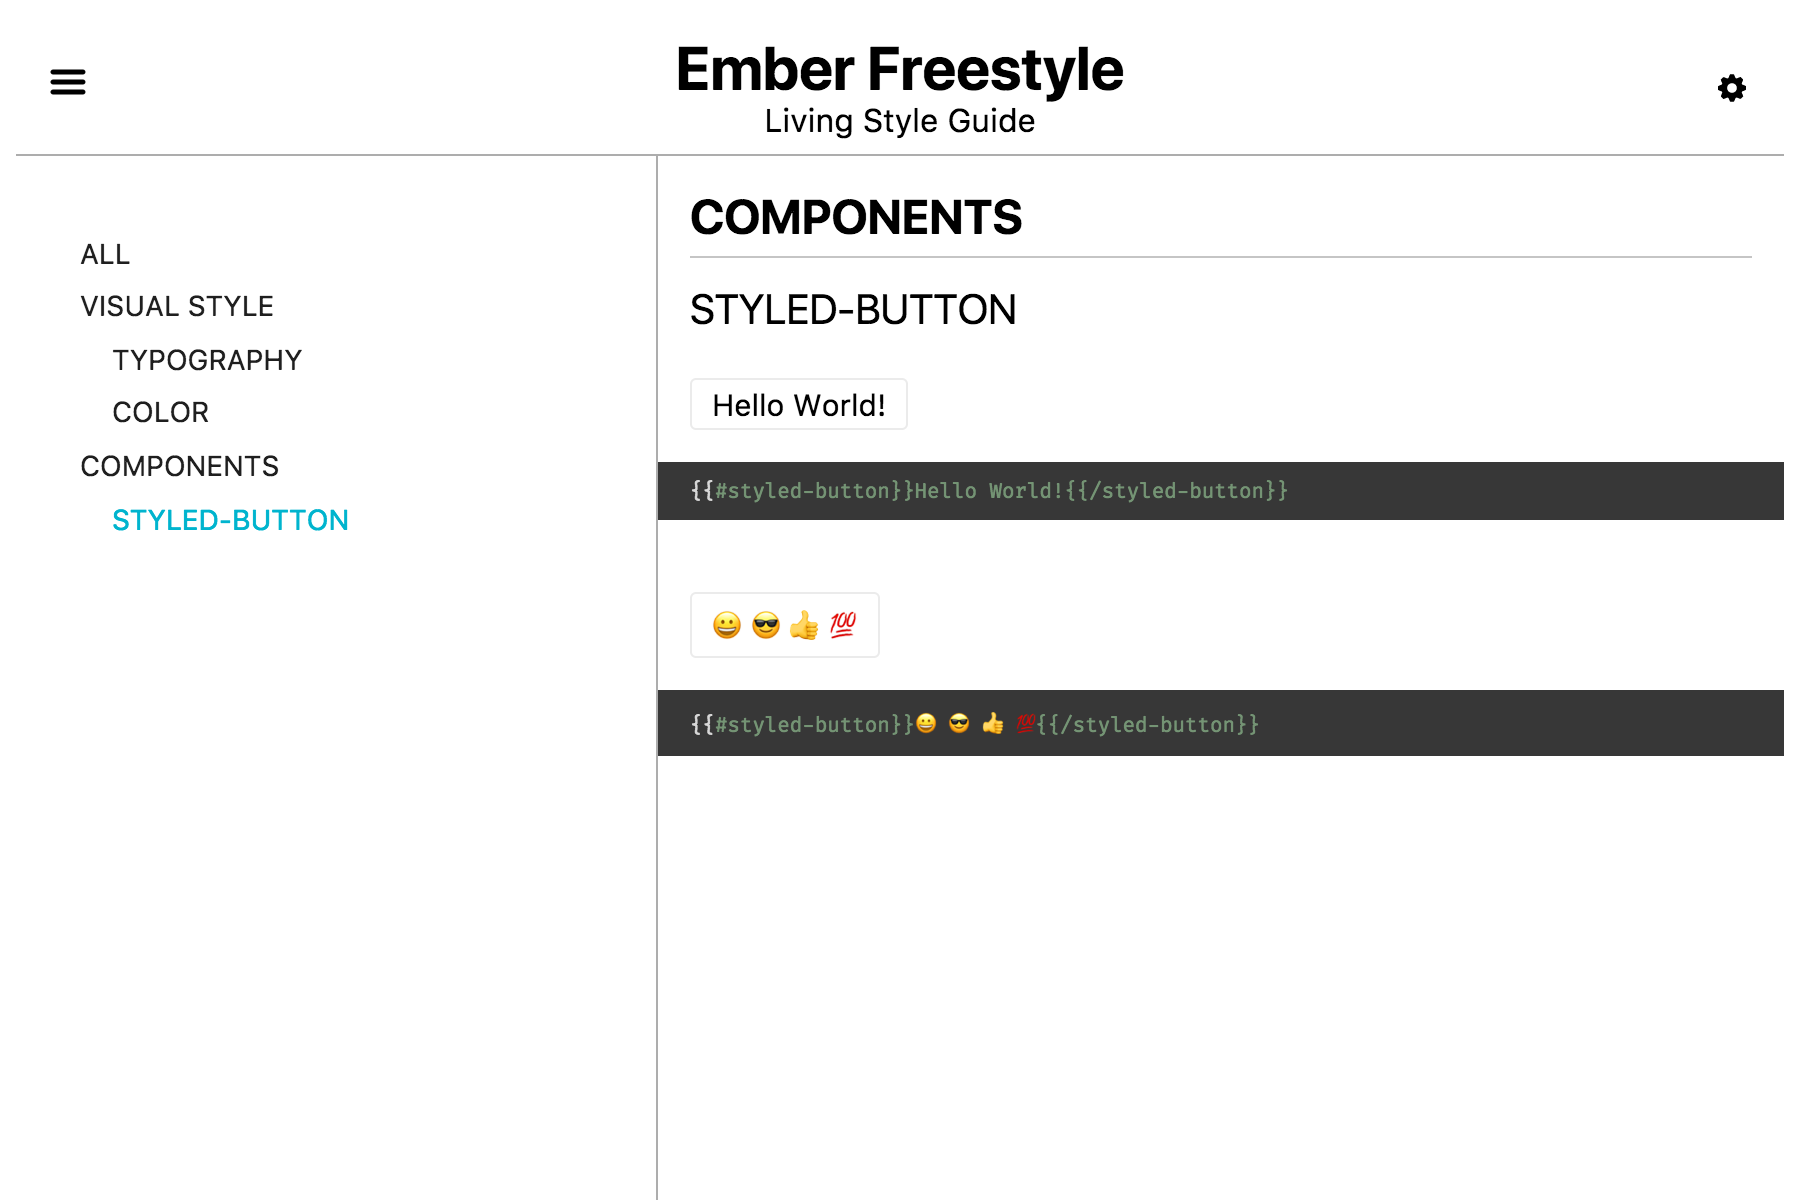 Ember Freestyle
Living Style Guide
ALL
VISUAL STYLE
TYPOGRAPHY
COLOR
COMPONENTS
STYLED-BUTTON
COMPONENTS
STYLED-BUTTON
Hello World!
{{#styled-button}}Hello World!{{/styled-button}}
😀 😎 👍 💯
{{#styled-button}}😀 😎 👍 💯{{/styled-button}}